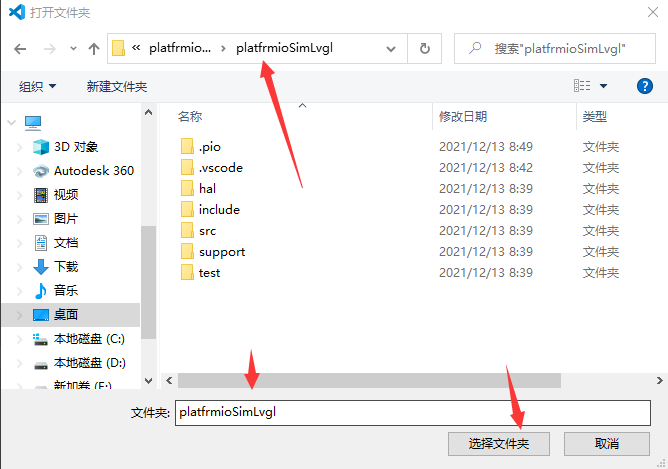 打开文件夹
« platfrmio... › platfrmioSimLvgl
搜索"platfrmioSimLvgl"
组织 新建文件夹
名称 修改日期 类型
3D 对象
Autodesk 360
视频
图片
文档
下载
音乐
桌面
本地磁盘 (C:)
本地磁盘 (D:)
新加卷 (E:)
.pio 2021/12/13 8:49 文件夹
.vscode 2021/12/13 8:42 文件夹
hal 2021/12/13 8:39 文件夹
include 2021/12/13 8:39 文件夹
src 2021/12/13 8:39 文件夹
support 2021/12/13 8:39 文件夹
test 2021/12/13 8:39 文件夹
文件夹: platfrmioSimLvgl
选择文件夹 取消